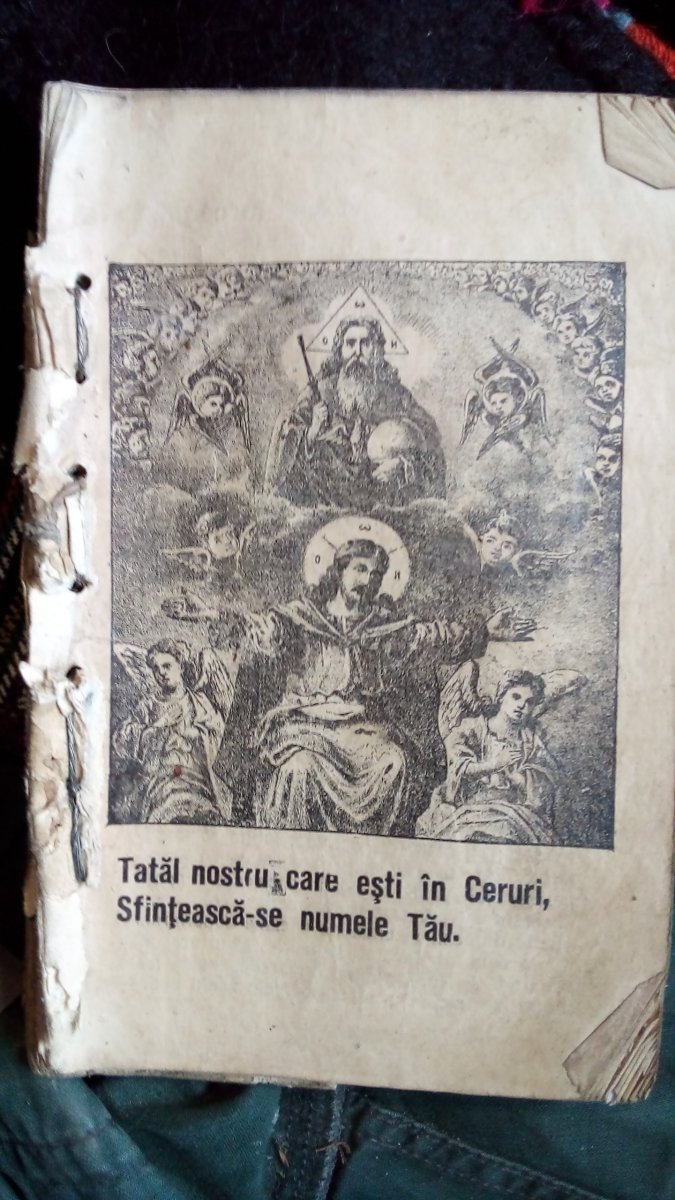 ω
Ο Η
ω
Ο Η
Tatăl nostru care eşti în Ceruri,
Sfinţească-se numele Tău.